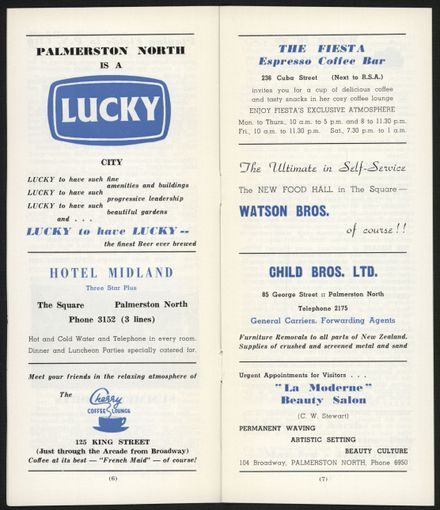 PALMERSTON NORTH
IS A
LUCKY
CITY
LUCKY to have such fine amenities and buildings
LUCKY to have such progressive leadership
LUCKY to have such beautiful gardens
and . . .
LUCKY to have LUCKY --
the finest Beer ever brewed
HOTEL MIDLAND
Three Star Plus
The Square Palmerston North
Phone 3152 (3 lines)
Hot and Cold Water and Telephone in every room.
Dinner and Luncheon Parties specially catered for.
Meet your friends in the relaxing atmosphere of
The Cherry
COFFEE LOUNGE
125 KING STREET
(Just through the Arcade from Broadway)
Coffee at its best — "French Maid" — of course!
(6)
THE FIESTA
Espresso Coffee Bar
236 Cuba Street (Next to R.S.A.)
invites you for a cup of delicious coffee
and tasty snacks in her cosy coffee lounge
ENJOY FIESTA'S EXCLUSIVE ATMOSPHERE
Mon. to Thurs., 10 a.m. to 5 p.m. and 8 to 11.30 p.m.
Fri., 10 a.m. to 11.30 p.m. Sat., 7.30 p.m. to 1 a.m.
The Ultimate in Self-Service
The NEW FOOD HALL in The Square —
WATSON BROS.
of course!!
CHILD BROS. LTD.
85 George Street :: Palmerston North
Telephone 2175
General Carriers, Forwarding Agents
Furniture Removals to all parts of New Zealand.
Supplies of crushed and screened metal and sand
Urgent Appointments for Visitors . . .
"La Moderne"
Beauty Salon
(C. W. Stewart)
PERMANENT WAVING
ARTISTIC SETTING
BEAUTY CULTURE
104 Broadway, PALMERSTON NORTH, Phone 6950
(7)